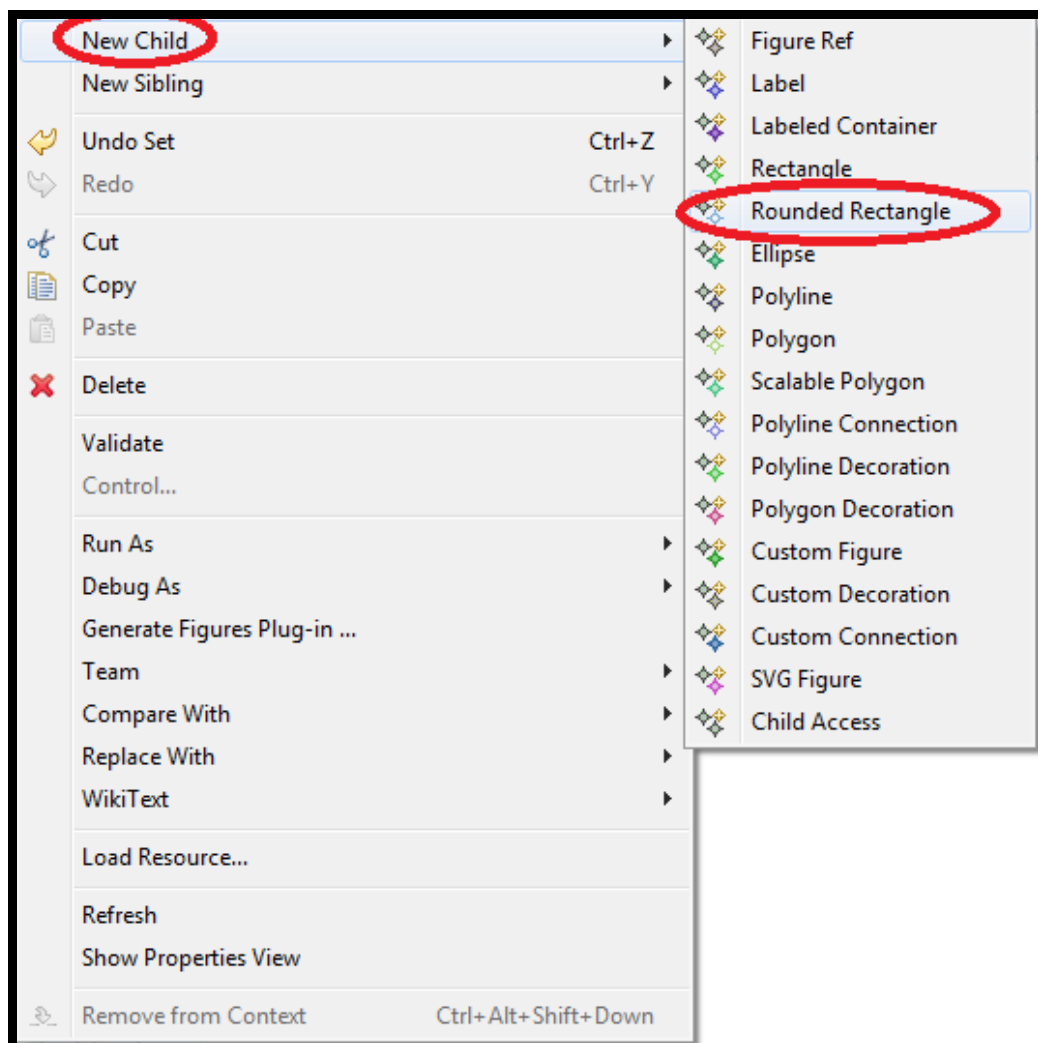 New Child
New Sibling
Undo Set Ctrl+Z
Redo Ctrl+Y
Cut
Copy
Paste
Delete
Validate
Control...
Run As
Debug As
Generate Figures Plug-in ...
Team
Compare With
Replace With
WikiText
Load Resource...
Refresh
Show Properties View
Remove from Context Ctrl+Alt+Shift+Down
Figure Ref
Label
Labeled Container
Rectangle
Rounded Rectangle
Ellipse
Polyline
Polygon
Scalable Polygon
Polyline Connection
Polyline Decoration
Polygon Decoration
Custom Figure
Custom Decoration
Custom Connection
SVG Figure
Child Access